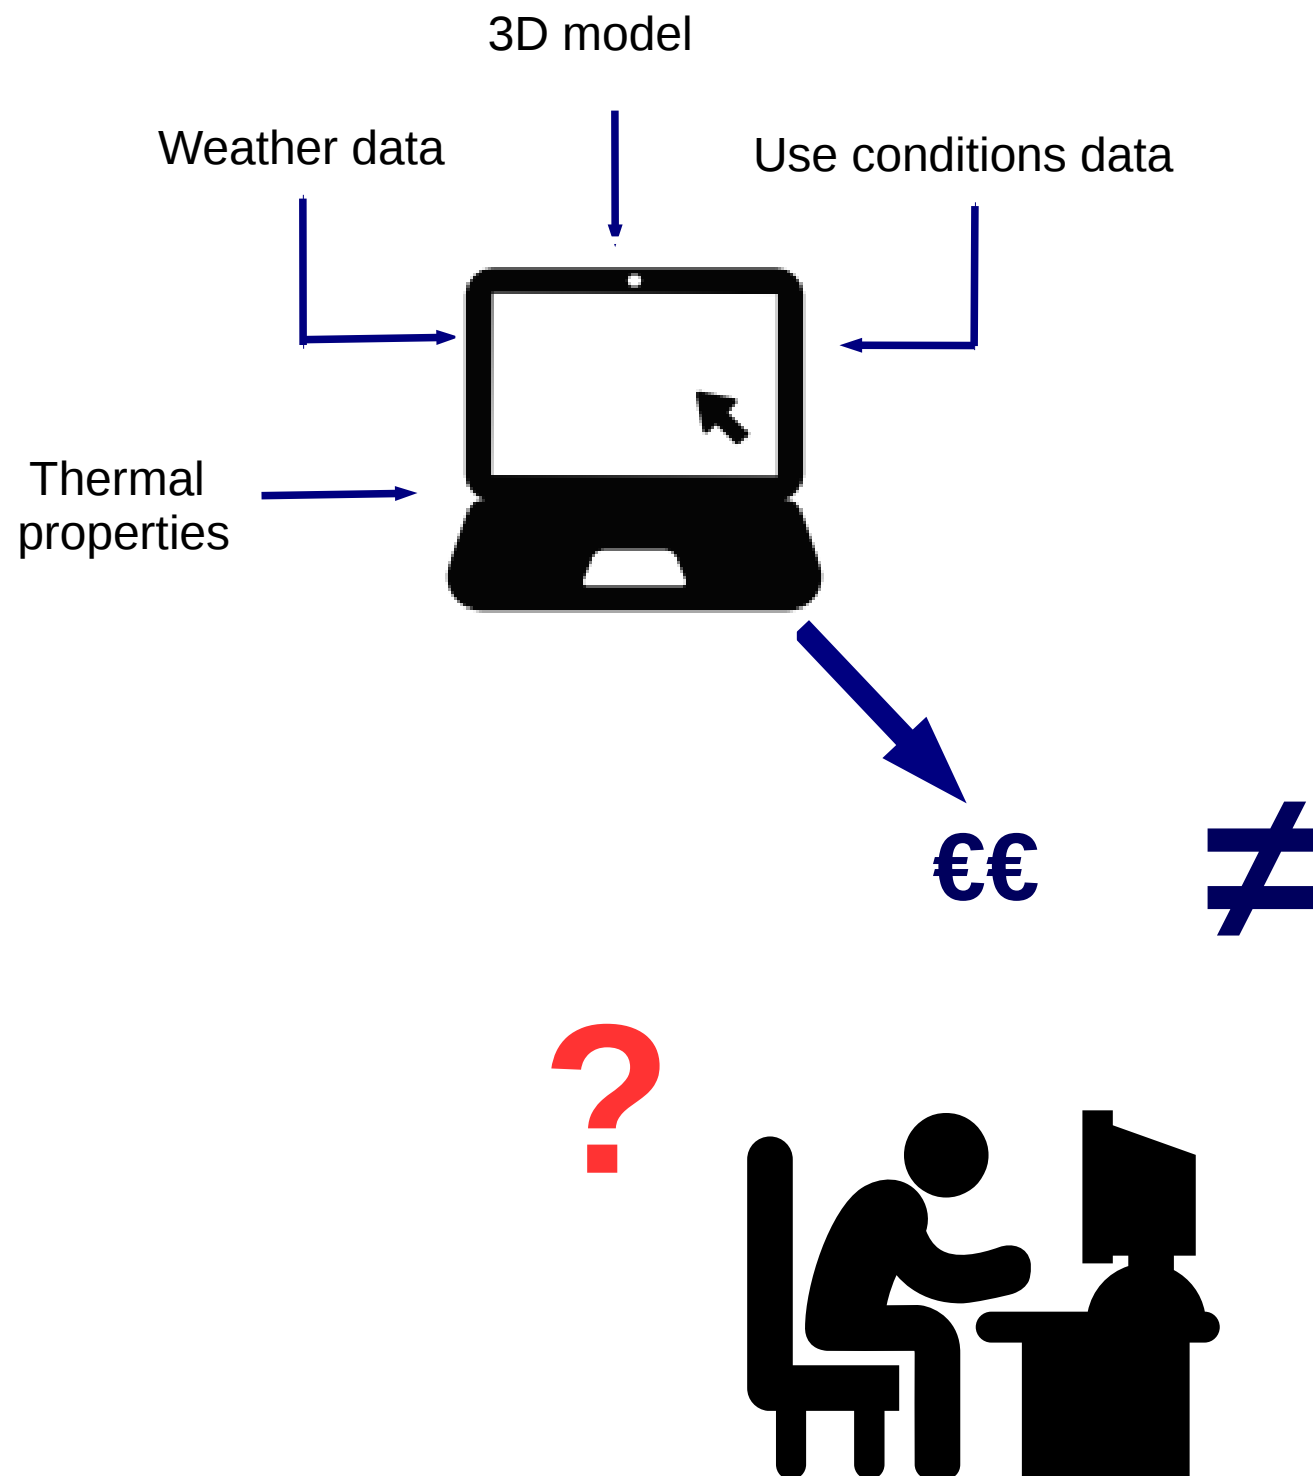 3D model
Weather data
Use conditions data
Thermal
properties
€€
≠
?